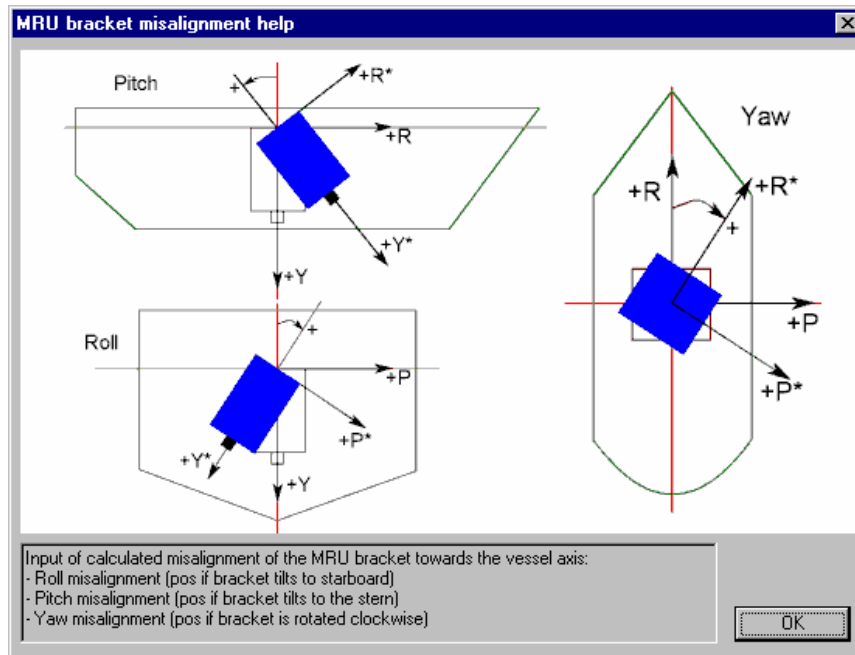 MRU bracket misalignment help
Pitch
+
+R*
+R
+Y*
+Y
Roll
+
+P
+P*
+Y*
+Y
Yaw
+R
+R*
+
+P
+P*
Input of calculated misalignment of the MRU bracket towards the vessel axis:
- Roll misalignment (pos if bracket tilts to starboard)
- Pitch misalignment (pos if bracket tilts to the stern)
- Yaw misalignment (pos if bracket is rotated clockwise)
OK